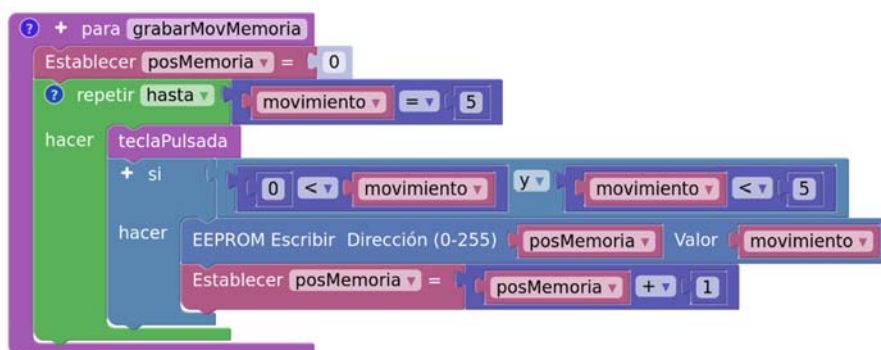 ? + para grabarMovMemoria
Establecer posMemoria = 0
? repetir hasta movimiento = 5
hacer teclaPulsada
+ si 0 < movimiento y movimiento < 5
hacer EEPROM Escribir Dirección (0-255) posMemoria Valor movimiento
Establecer posMemoria = posMemoria + 1